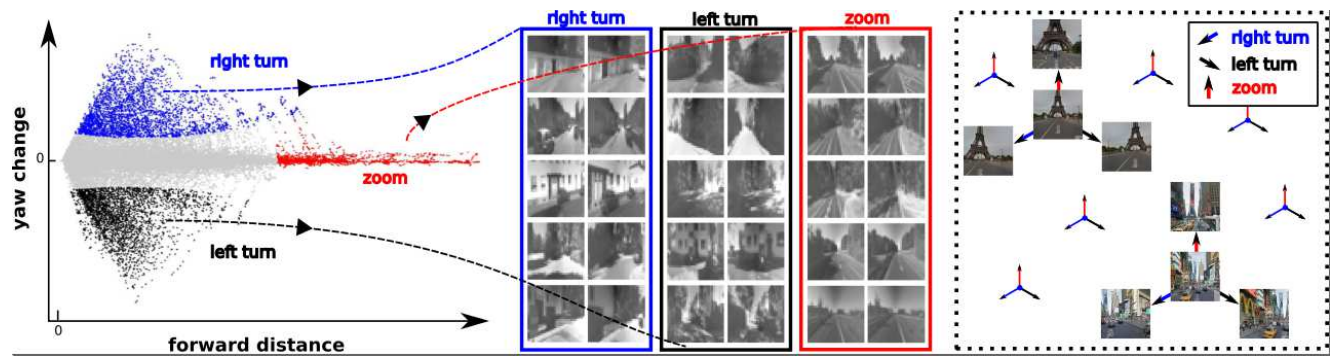 right turn
left turn
zoom
right turn
left turn
zoom
right turn
yaw change
0
zoom
left turn
0
forward distance